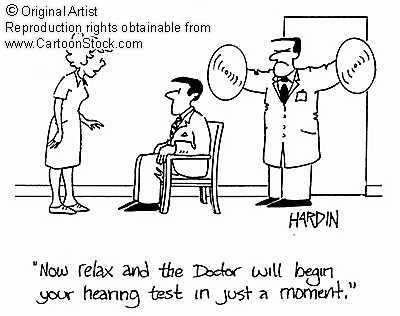 © Original Artist
Reproduction rights obtainable from
www.CartoonStock.com
HARDIN
"Now relax and the Doctor will begin
your hearing test in just a moment."